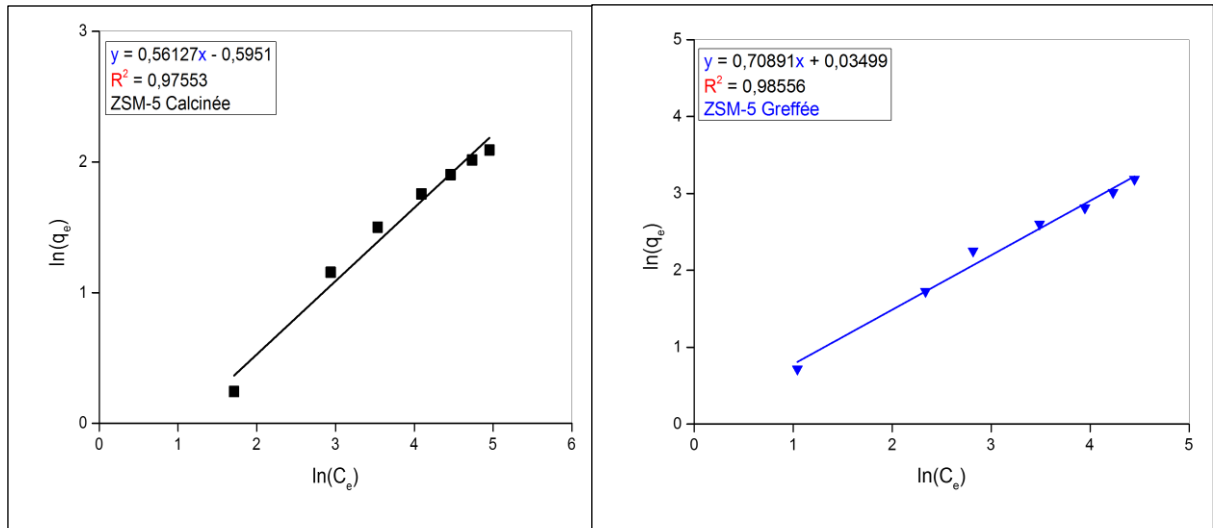 y = 0,56127x - 0,5951
R² = 0,97553
ZSM-5 Calcinée
3
2
1
0
ln(qₑ)
0 1 2 3 4 5 6
ln(Cₑ)
y = 0,70891x + 0,03499
R² = 0,98556
ZSM-5 Greffée
5
4
3
2
1
0
ln(qₑ)
0 1 2 3 4 5
ln(Cₑ)